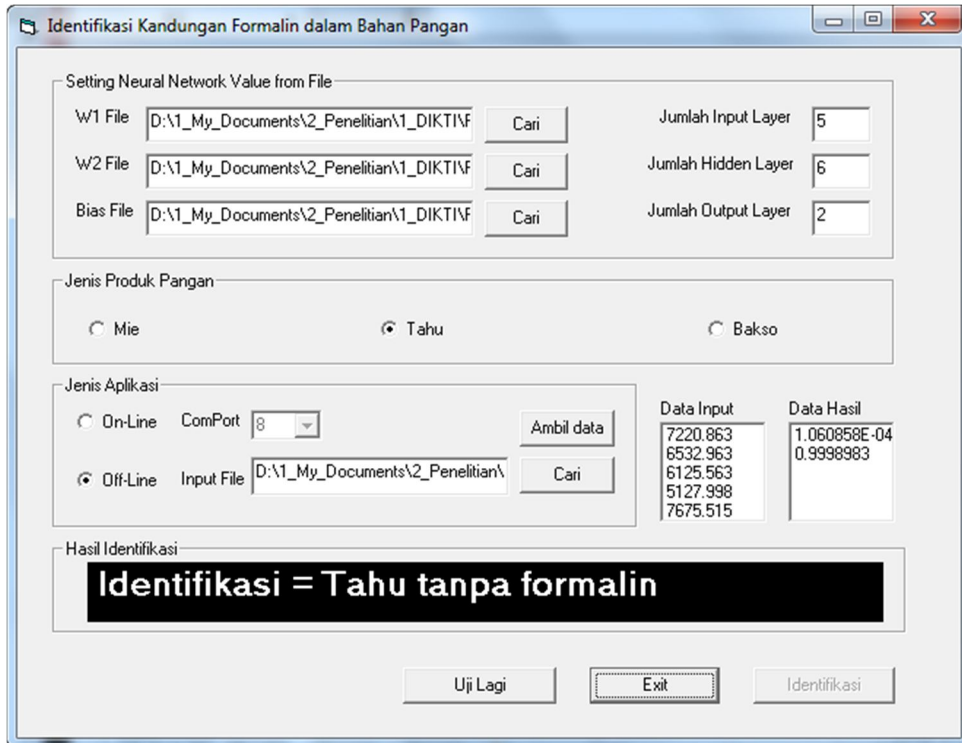 Identifikasi Kandungan Formalin dalam Bahan Pangan
Setting Neural Network Value from File
W1 File D:\1_My_Documents\2_Penelitian\1_DIKTI\F Cari Jumlah Input Layer 5
W2 File D:\1_My_Documents\2_Penelitian\1_DIKTI\F Cari Jumlah Hidden Layer 6
Bias File D:\1_My_Documents\2_Penelitian\1_DIKTI\F Cari Jumlah Output Layer 2
Jenis Produk Pangan
Mie Tahu Bakso
Jenis Aplikasi
On-Line ComPort 8 Ambil data
Off-Line Input File D:\1_My_Documents\2_Penelitian\ Cari
Data Input
7220.863
6532.963
6125.563
5127.998
7675.515
Data Hasil
1.060858E-04
0.9998983
Hasil Identifikasi
Identifikasi = Tahu tanpa formalin
Uji Lagi Exit Identifikasi